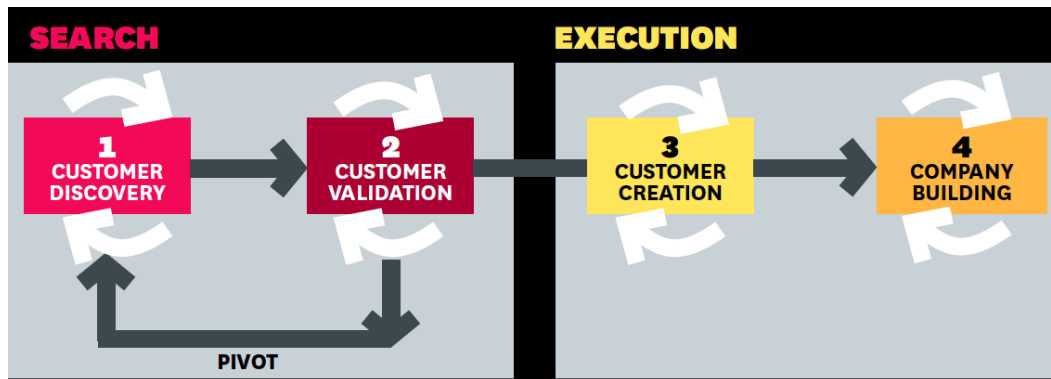 SEARCH
EXECUTION
1
CUSTOMER
DISCOVERY
2
CUSTOMER
VALIDATION
3
CUSTOMER
CREATION
4
COMPANY
BUILDING
PIVOT